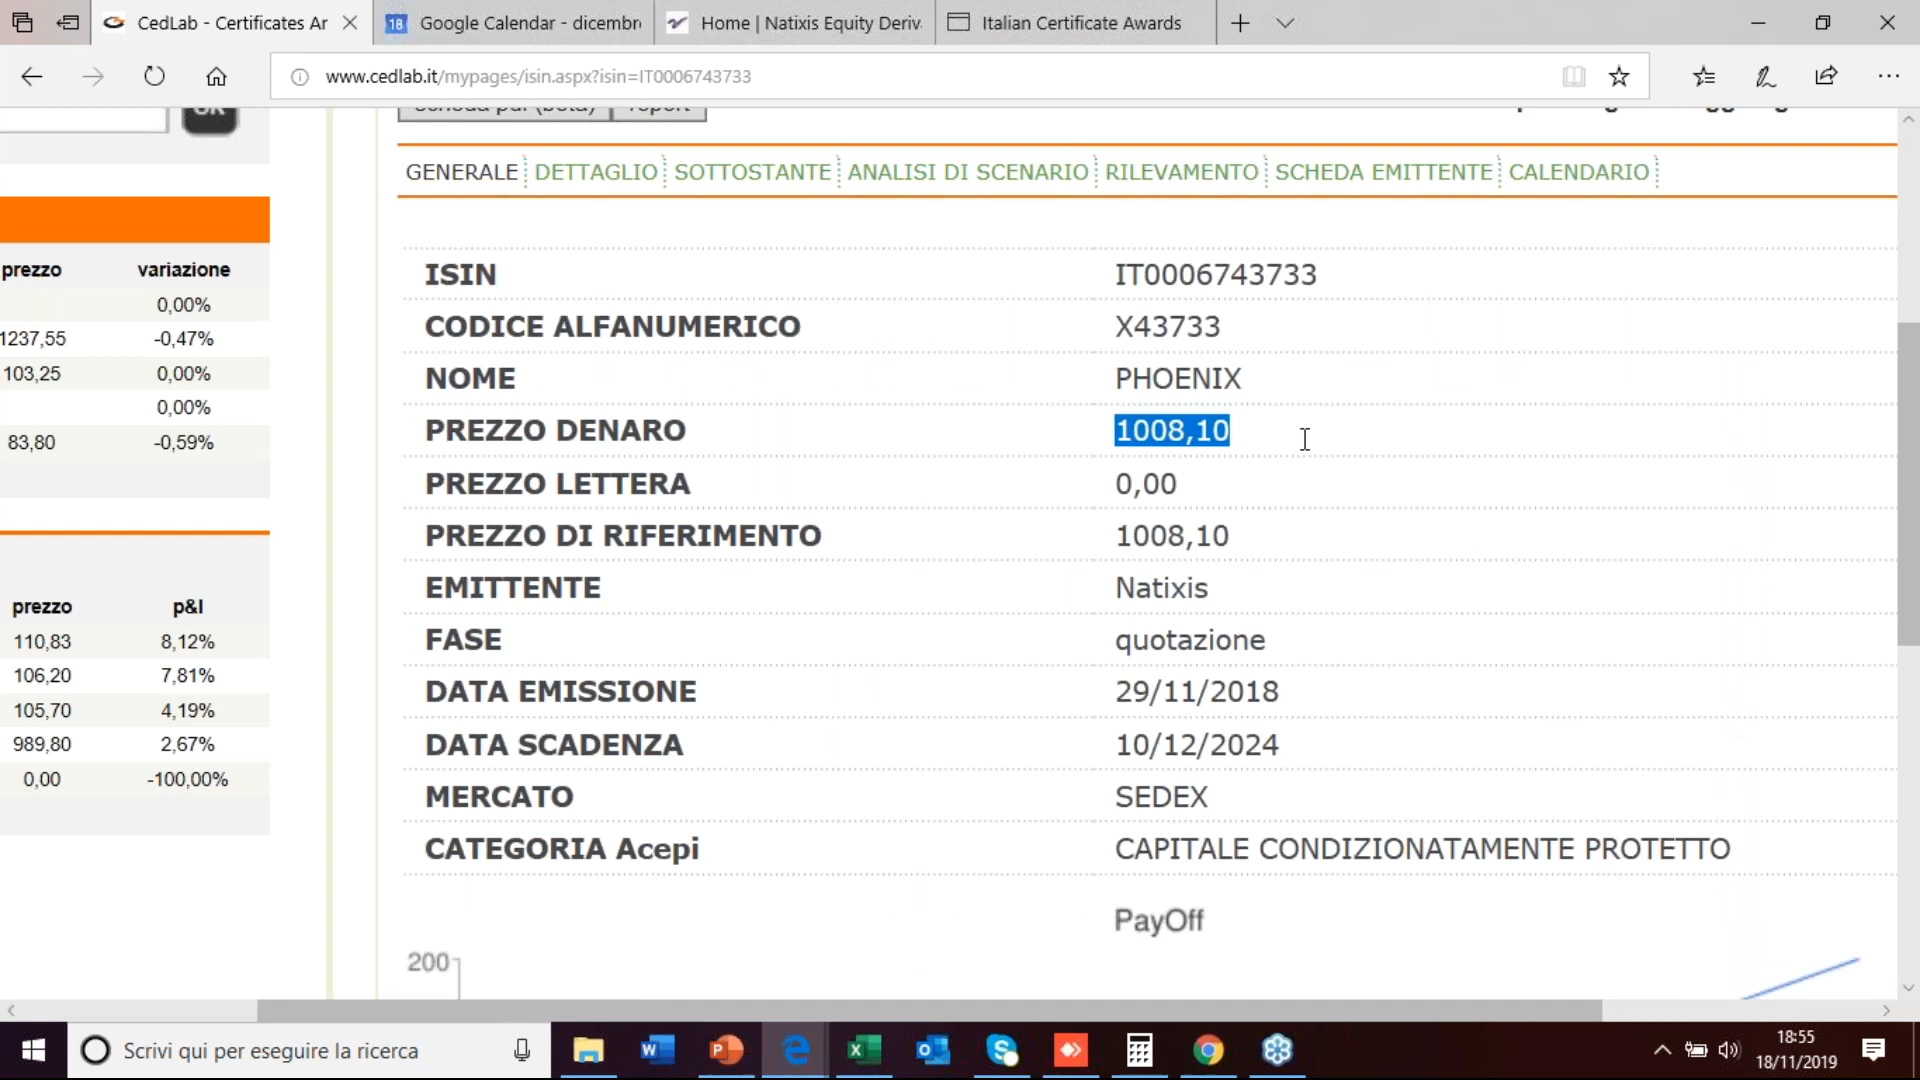 CedLab - Certificates Ar
Google Calendar - dicembre
Home | Natixis Equity Deriv
Italian Certificate Awards
www.cedlab.it/mypages/isin.aspx?isin=IT0006743733
GENERALE DETTAGLIO SOTTOSTANTE ANALISI DI SCENARIO RILEVAMENTO SCHEDA EMITTENTE CALENDARIO
prezzo variazione
0,00%
1237,55 -0,47%
103,25 0,00%
0,00%
83,80 -0,59%
prezzo p&l
110,83 8,12%
106,20 7,81%
105,70 4,19%
989,80 2,67%
0,00 -100,00%
ISIN IT0006743733
CODICE ALFANUMERICO X43733
NOME PHOENIX
PREZZO DENARO 1008,10
PREZZO LETTERA 0,00
PREZZO DI RIFERIMENTO 1008,10
EMITTENTE Natixis
FASE quotazione
DATA EMISSIONE 29/11/2018
DATA SCADENZA 10/12/2024
MERCATO SEDEX
CATEGORIA Acepi CAPITALE CONDIZIONATAMENTE PROTETTO
PayOff
200
Scrivi qui per eseguire la ricerca
18:55
18/11/2019